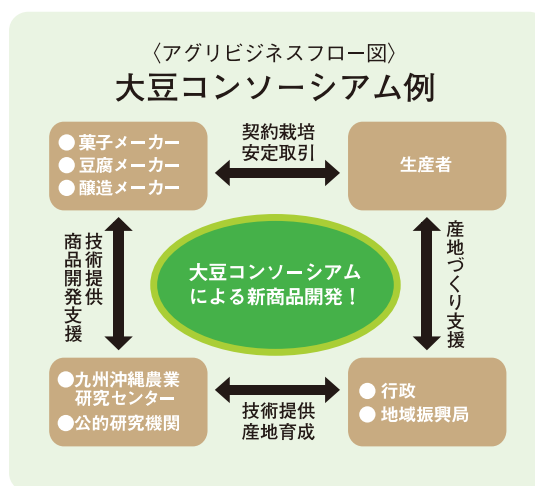 〈アグリビジネスフロー図〉
大豆コンソーシアム例
●菓子メーカー
●豆腐メーカー
●醸造メーカー
契約栽培
安定取引
生産者
技術提供
商品開発支援
大豆コンソーシアム
による新商品開発！
産地づくり支援
●九州沖縄農業
研究センター
●公的研究機関
技術提供
産地育成
●行政
●地域振興局